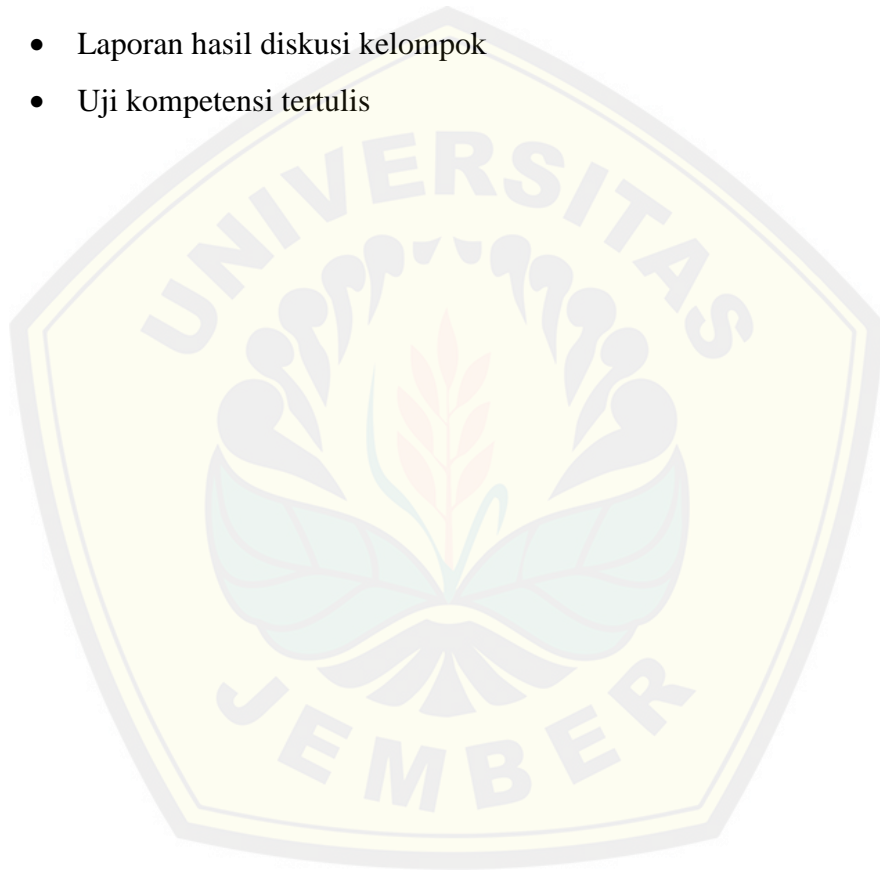 • Laporan hasil diskusi kelompok
• Uji kompetensi tertulis
UNIVERSITAS
JEMBER